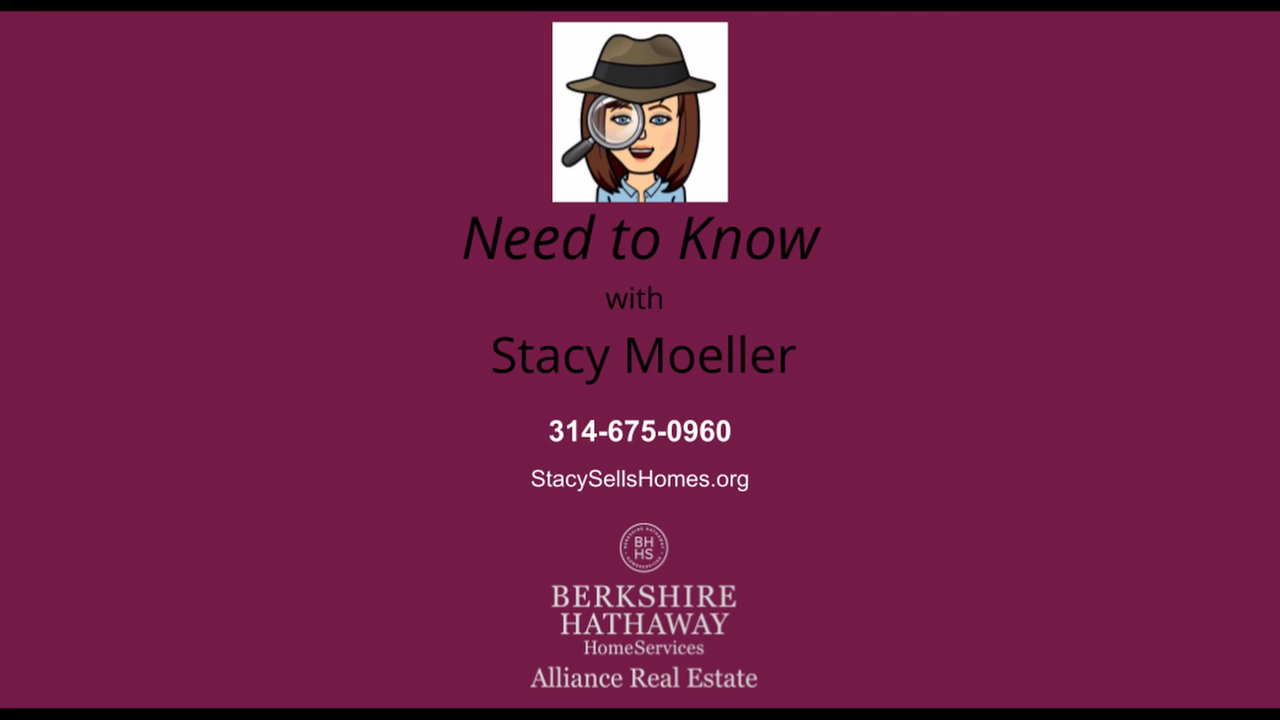 Need to Know
with
Stacy Moeller
314-675-0960
StacySellsHomes.org
BH
HS
BERKSHIRE
HATHAWAY
HomeServices
Alliance Real Estate